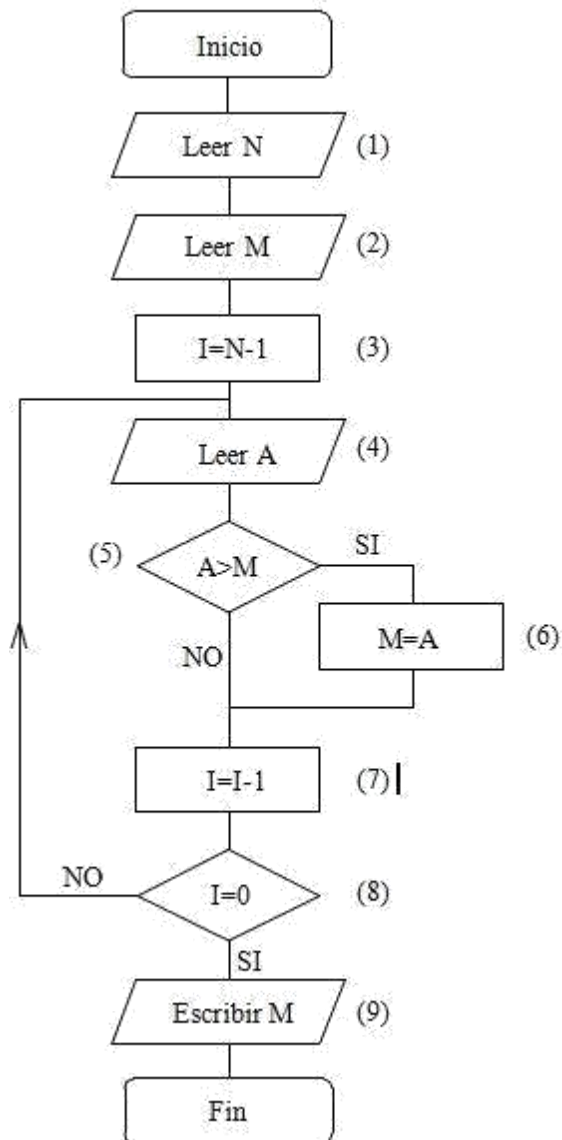 Inicio
Leer N (1)
Leer M (2)
I=N-1 (3)
Leer A (4)
(5) A>M SI
M=A (6)
NO
I=I-1 (7)
NO I=0 (8)
SI
Escribir M (9)
Fin